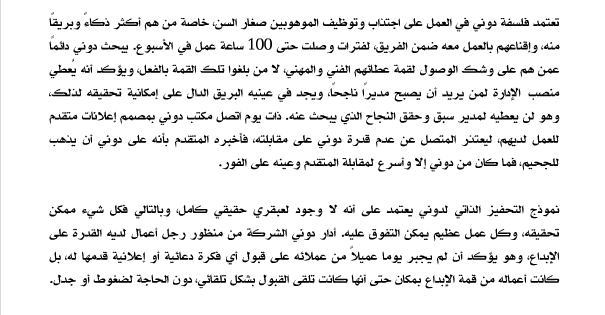 تعتمد فلسفة دوني في العمل على اجتذاب وتوظيف الموهوبين صغار السن، خاصة من هم أكثر ذكاءً وبريقاً
منه، وإقناعهم بالعمل معه ضمن الفريق، لفترات وصلت حتى 100 ساعة عمل في الأسبوع. يبحث دوني دائماً
عمن هم على وشك الوصول لقمة عطائهم الفني والمهني، لا من بلغوا تلك القمة بالفعل، ويؤكد أنه يُعطي
منصب الإدارة لمن يريد أن يصبح مديرًا ناجحًا، ويجد في عينيه البريق الدال على إمكانية تحقيقه لذلك،
وهو لن يعطيه لمدير سبق وحقق النجاح الذي يبحث عنه. ذات يوم اتصل مكتب دوني بمصمم إعلانات متقدم
للعمل لديهم، ليعتذر المتصل عن عدم قدرة دوني على مقابلته، فأخبره المتقدم بأنه على دوني أن يذهب
للجحيم، فما كان من دوني إلا وأسرع لمقابلة المتقدم وعينه على الفور.
نموذج التحفيز الذاتي لدوني يعتمد على أنه لا وجود لعبقري حقيقي كامل، وبالتالي فكل شيء ممكن
تحقيقه، وكل عمل عظيم يمكن التفوق عليه. أدار دوني الشركة من منظور رجل أعمال لديه القدرة على
الإبداع، وهو يؤكد أن لم يجبر يوما عميلاً من عملائه على قبول أي فكرة دعائية أو إعلانية قدمها له، بل
كانت أعماله من قمة الإبداع بمكان حتى أنها كانت تلقى القبول بشكل تلقائي، دون الحاجة لضغوط أو جدل.